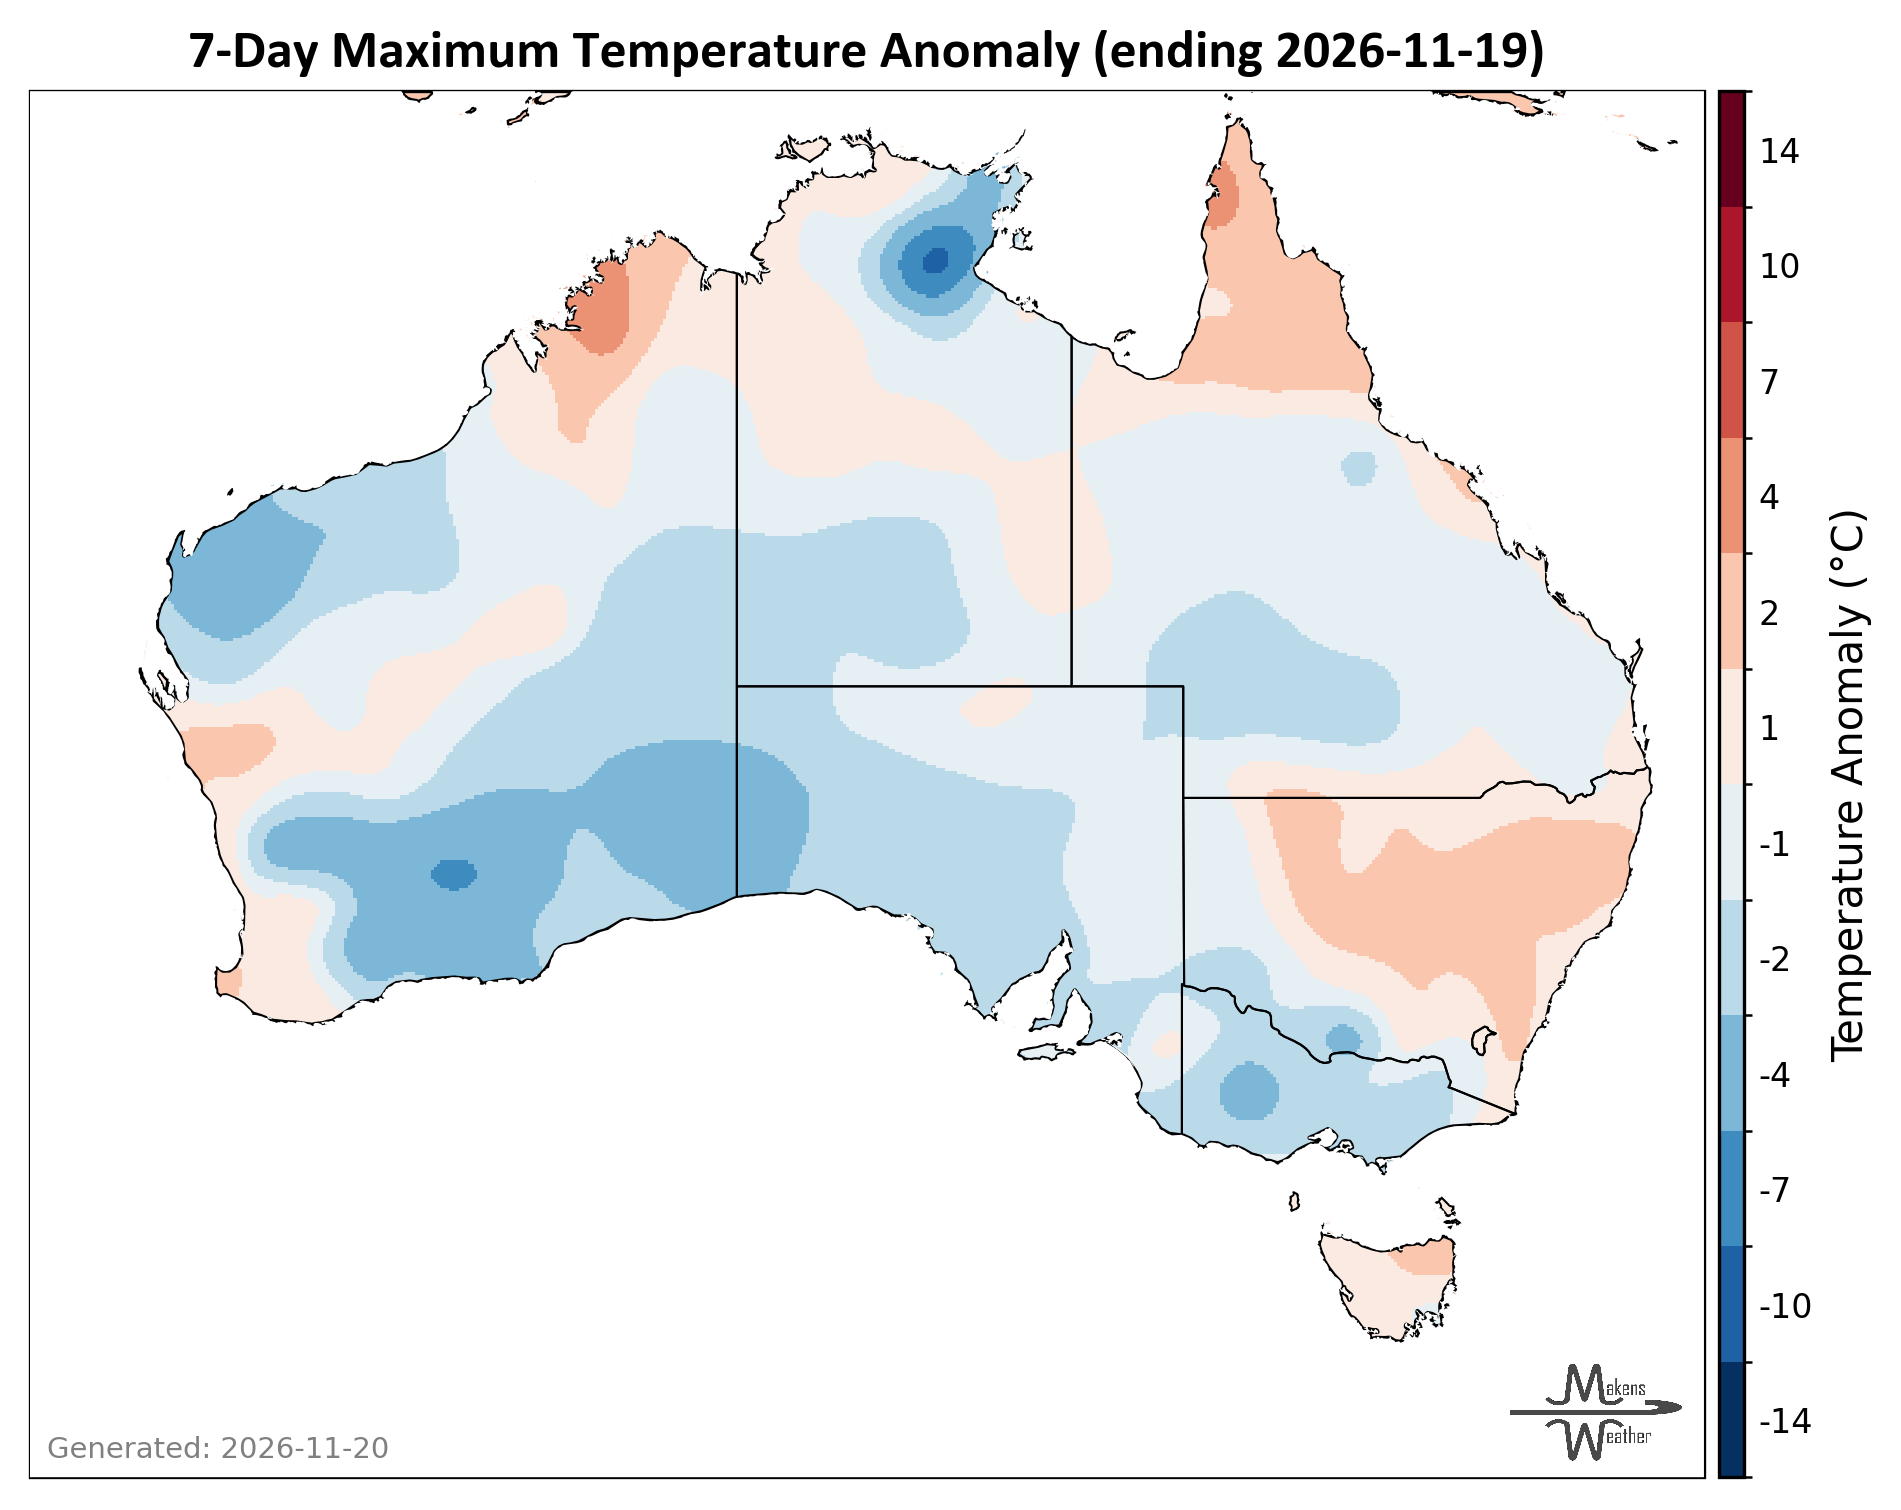 7-Day Maximum Temperature Anomaly (ending 2026-11-19)
14
10
7
4
2
1
-1
-2
-4
-7
-10
-14
Temperature Anomaly (°C)
Makens
Weather
Generated: 2026-11-20